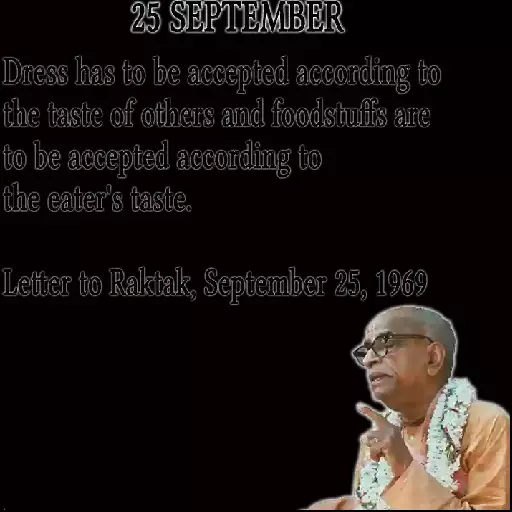 25 SEPTEMBER
Dress has to be accepted according to
the taste of others and foodstuffs are
to be accepted according to
the eater's taste.
Letter to Raktak, September 25, 1969